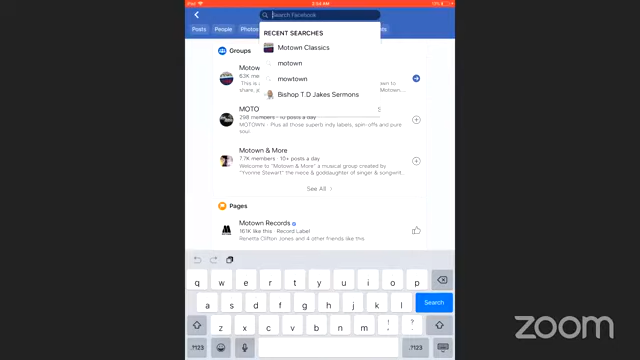 2:58 AM
Search Facebook
Posts
People
Photos
RECENT SEARCHES
Motown Classics
motown
mowtown
Bishop T.D Jakes Sermons
Groups
63K
This is
share,
MOTO
298 members · 10 posts a day
MOTOWN - Plus all those superb indy labels, spin offs and pure
soul.
Motown & More
7.7K members · 10+ posts a day
Welcome to "Motown & More" a musical group created by
"Yvonne Stewart" the niece & goddaughter of singer & songwrit..
See All
Pages
Motown Records
161K like this · Record Label
Renetta Clifton Jones and 4 other friends like this
q w e r t y u i o p
a s d f g h j k l Search
z x c v b n m ! , ? .
.?123 .?123
zoom